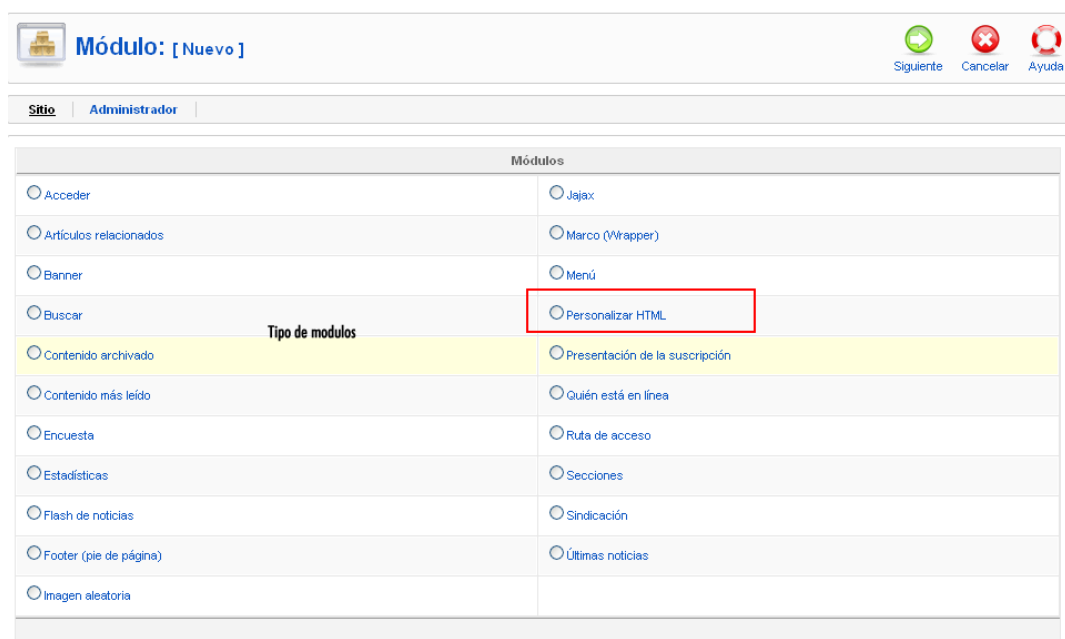 Módulo: [ Nuevo ]
Siguiente Cancelar Ayuda
Sitio Administrador
Módulos
Acceder Jajax
Artículos relacionados Marco (Wrapper)
Banner Menú
Buscar Personalizar HTML
Tipo de modulos
Contenido archivado Presentación de la suscripción
Contenido más leído Quién está en línea
Encuesta Ruta de acceso
Estadísticas Secciones
Flash de noticias Sindicación
Footer (pie de página) Últimas noticias
Imagen aleatoria